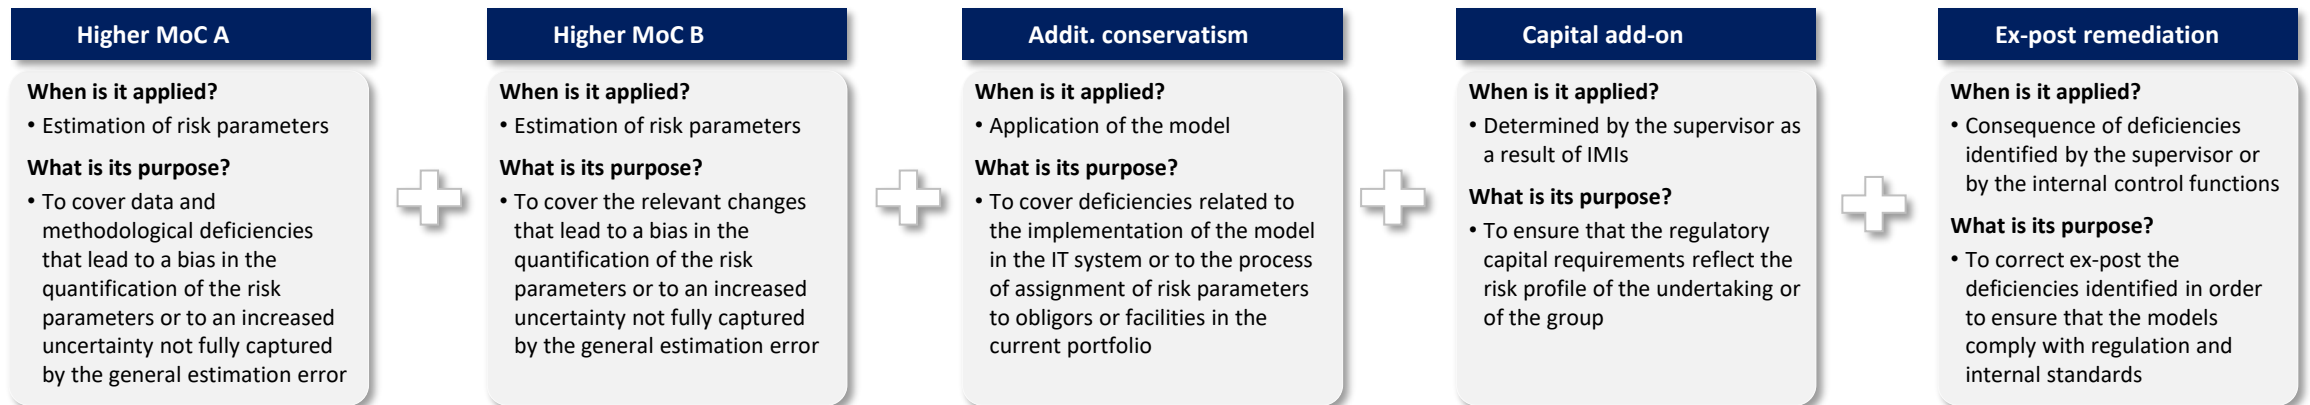 Higher MoC A
When is it applied?
• Estimation of risk parameters
What is its purpose?
• To cover data and
methodological deficiencies
that lead to a bias in the
quantification of the risk
parameters or to an increased
uncertainty not fully captured
by the general estimation error
Higher MoC B
When is it applied?
• Estimation of risk parameters
What is its purpose?
• To cover the relevant changes
that lead to a bias in the
quantification of the risk
parameters or to an increased
uncertainty not fully captured
by the general estimation error
Addit. conservatism
When is it applied?
• Application of the model
What is its purpose?
• To cover deficiencies related to
the implementation of the model
in the IT system or to the process
of assignment of risk parameters
to obligors or facilities in the
current portfolio
Capital add-on
When is it applied?
• Determined by the supervisor as
a result of IMIs
What is its purpose?
• To ensure that the regulatory
capital requirements reflect the
risk profile of the undertaking or
of the group
Ex-post remediation
When is it applied?
• Consequence of deficiencies
identified by the supervisor or
by the internal control functions
What is its purpose?
• To correct ex-post the
deficiencies identified in order
to ensure that the models
comply with regulation and
internal standards